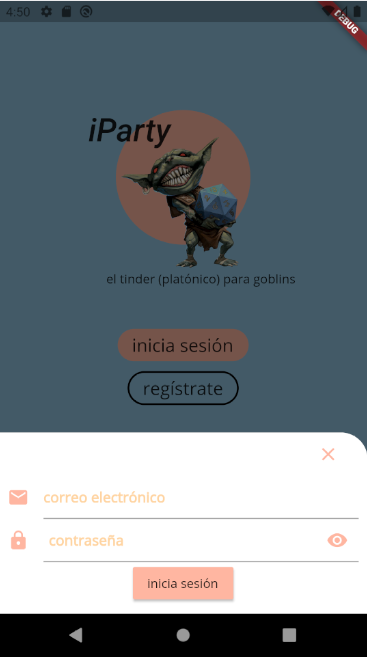 4:50
DEBUG
iParty
el tinder (platónico) para goblins
inicia sesión
regístrate
correo electrónico
contraseña
inicia sesión